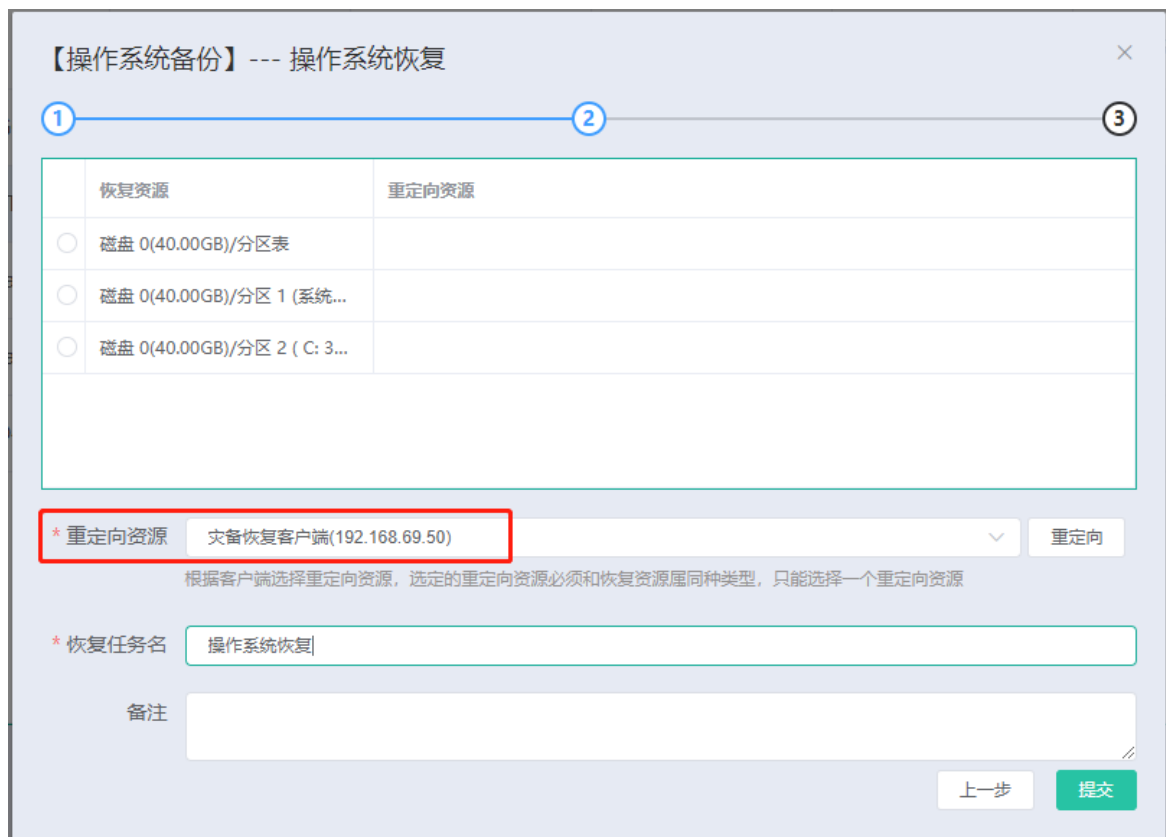 【操作系统备份】--- 操作系统恢复
1 2 3
恢复资源 重定向资源
磁盘 0(40.00GB)/分区表
磁盘 0(40.00GB)/分区 1 (系统...
磁盘 0(40.00GB)/分区 2 ( C: 3...
* 重定向资源 灾备恢复客户端(192.168.69.50) 重定向
根据客户端选择重定向资源，选定的重定向资源必须和恢复资源属同种类型，只能选择一个重定向资源
* 恢复任务名 操作系统恢复
备注
上一步 提交